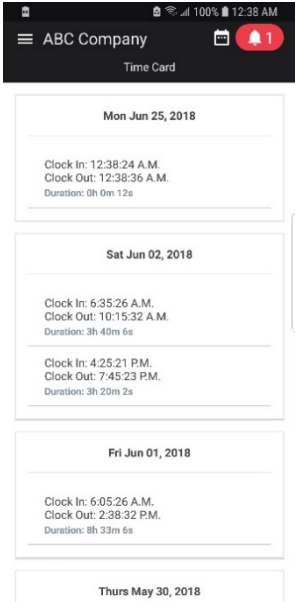 100% 12:38 AM
ABC Company
1
Time Card
Mon Jun 25, 2018
Clock In: 12:38:24 A.M.
Clock Out: 12:38:36 A.M.
Duration: 0h 0m 12s
Sat Jun 02, 2018
Clock In: 6:35:26 A.M.
Clock Out: 10:15:32 A.M.
Duration: 3h 40m 6s
Clock In: 4:25:21 P.M.
Clock Out: 7:45:23 P.M.
Duration: 3h 20m 2s
Fri Jun 01, 2018
Clock In: 6:05:26 A.M.
Clock Out: 2:38:32 P.M.
Duration: 8h 33m 6s
Thurs May 30, 2018